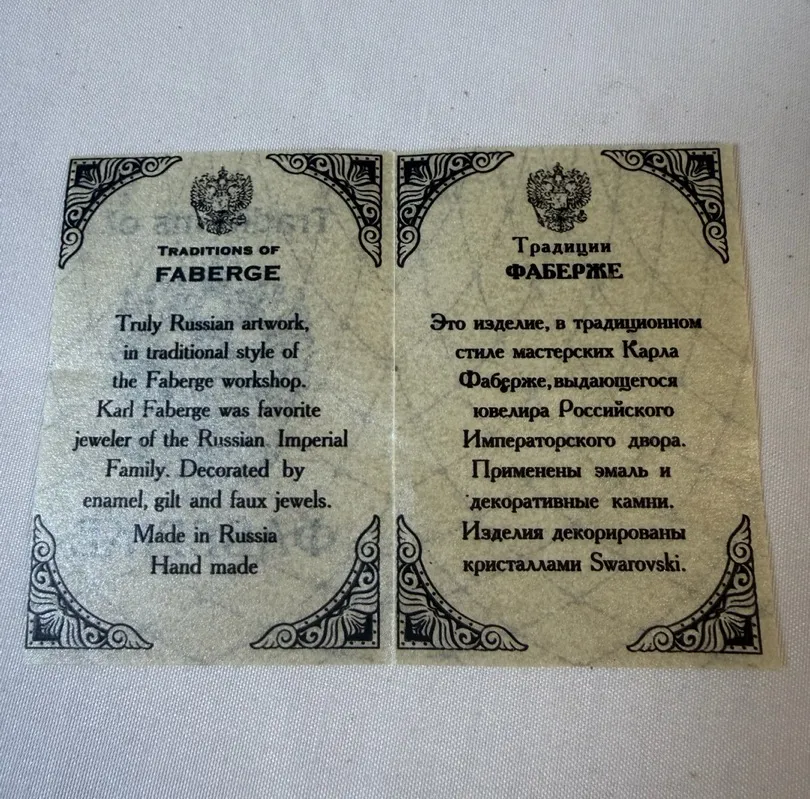 TRADITIONS OF
FABERGE
Truly Russian artwork,
in traditional style of
the Faberge workshop.
Karl Faberge was favorite
jeweler of the Russian Imperial
Family. Decorated by
enamel, gilt and faux jewels.
Made in Russia
Hand made
Традиции
ФАБЕРЖЕ
Это изделие, в традиционном
стиле мастерских Карла
Фаберже, выдающегося
ювелира Российского
Императорского двора.
Применены эмаль и
декоративные камни.
Изделия декорированы
кристаллами Swarovski.